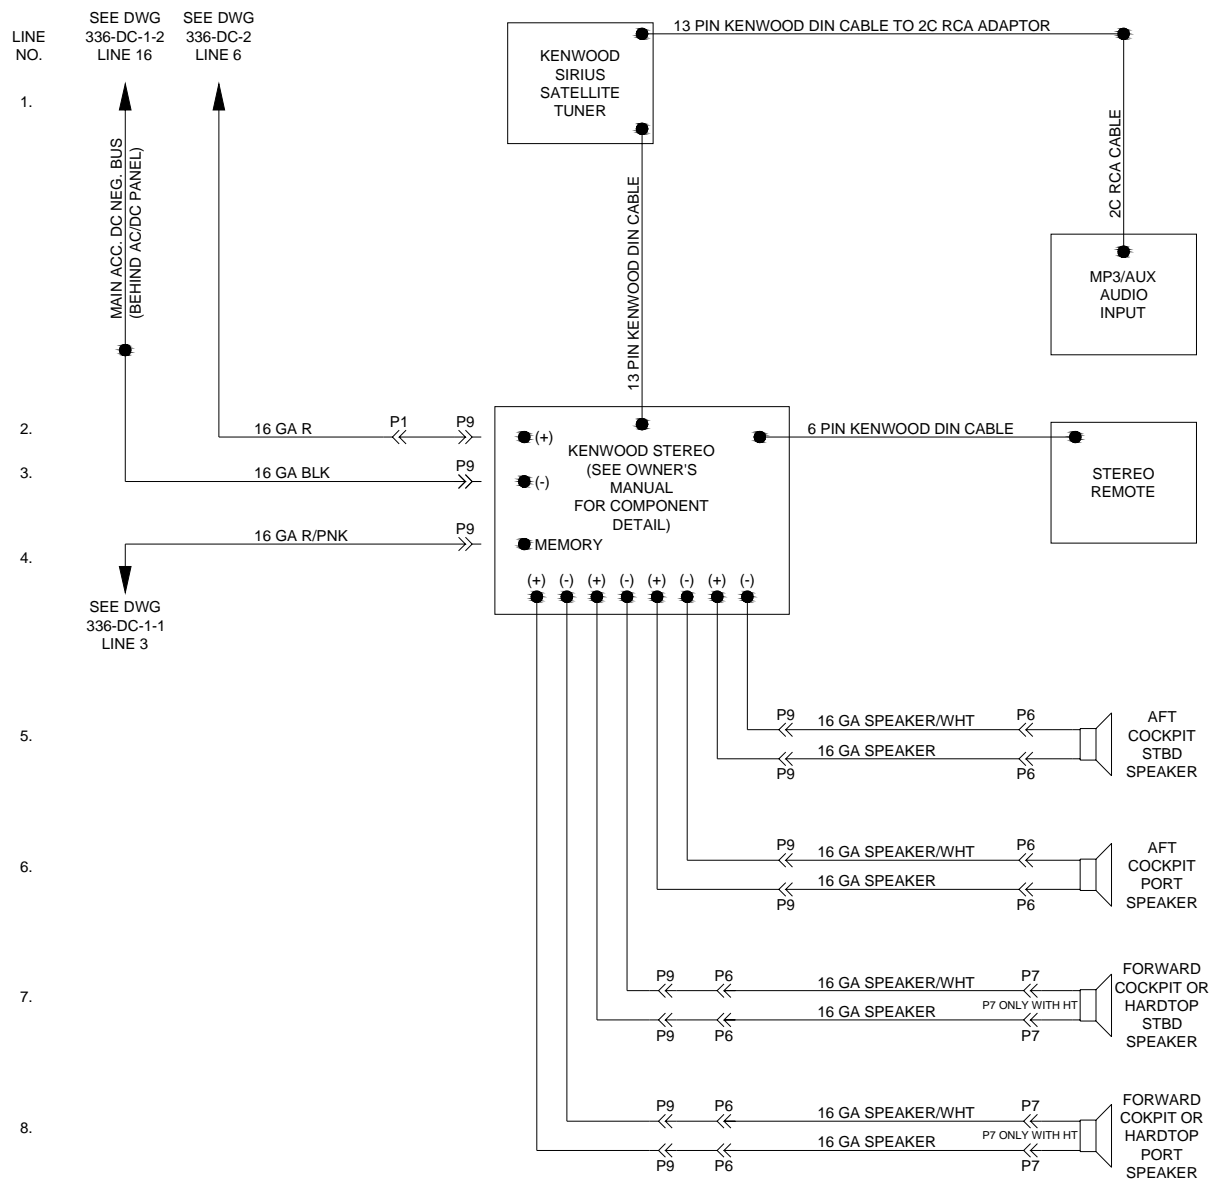 LINE
NO.
SEE DWG
336-DC-1-2
LINE 16
SEE DWG
336-DC-2
LINE 6
13 PIN KENWOOD DIN CABLE TO 2C RCA ADAPTOR
KENWOOD
SIRIUS
SATELLITE
TUNER
1.
MAIN ACC. DC NEG. BUS
(BEHIND AC/DC PANEL)
13 PIN KENWOOD DIN CABLE
2C RCA CABLE
MP3/AUX
AUDIO
INPUT
2.
16 GA R
P1
P9
(+)
KENWOOD STEREO
(SEE OWNER'S
MANUAL
FOR COMPONENT
DETAIL)
6 PIN KENWOOD DIN CABLE
STEREO
REMOTE
3.
16 GA BLK
P9
(-)
4.
16 GA R/PNK
P9
MEMORY
(+) (-) (+) (-) (+) (-) (+) (-)
SEE DWG
336-DC-1-1
LINE 3
5.
P9
16 GA SPEAKER/WHT
P6
16 GA SPEAKER
P9
P6
AFT
COCKPIT
STBD
SPEAKER
6.
P9
16 GA SPEAKER/WHT
P6
16 GA SPEAKER
P9
P6
AFT
COCKPIT
PORT
SPEAKER
7.
P9
P6
16 GA SPEAKER/WHT
P7
16 GA SPEAKER
P7 ONLY WITH HT
P9
P6
P7
FORWARD
COCKPIT OR
HARDTOP
STBD
SPEAKER
8.
P9
P6
16 GA SPEAKER/WHT
P7
16 GA SPEAKER
P7 ONLY WITH HT
P9
P6
P7
FORWARD
COKPIT OR
HARDTOP
PORT
SPEAKER